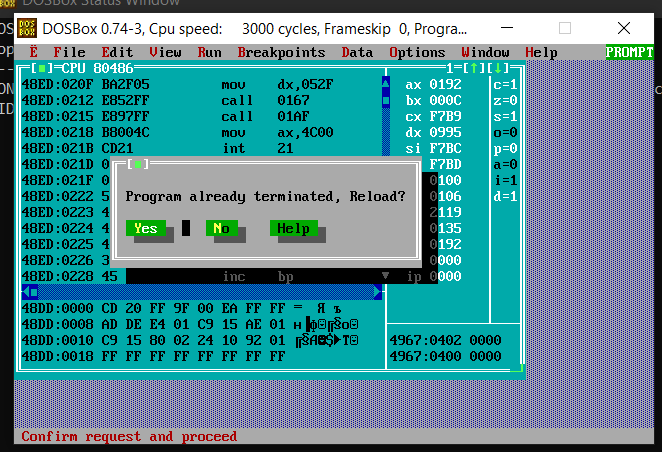 DOSBox Status Window
DOSBox 0.74-3, Cpu speed: 3000 cycles, Frameskip 0, Progra...
Ë File Edit View Run Breakpoints Data Options Window Help PROMPT
[■]=CPU 80486 1=[↑][↓]
48ED:020F BA2F05 mov dx,052F ax 0192 c=1
48ED:0212 E852FF call 0167 bx 000C z=0
48ED:0215 E897FF call 01AF cx F7B9 s=1
48ED:0218 B8004C mov ax,4C00 dx 0995 o=0
48ED:021B CD21 int 21 si F7BC p=0
48ED:021D 0 F7BD a=0
48ED:021F 0 0100 i=1
48ED:0222 5 d=1
48ED:0223 4 2119
48ED:0224 4 0135
48ED:0225 4 0192
48ED:0226 3 0000
48ED:0228 45 inc bp ip 0000
[■]
Program already terminated, Reload?
Yes No Help
48DD:0000 CD 20 FF 9F 00 EA FF FF = Я ъ
48DD:0008 AD DE E4 01 C9 15 AE 01
48DD:0010 C9 15 80 02 24 10 92 01
48DD:0018 FF FF FF FF FF FF FF FF
4967:0402 0000
4967:0400 0000
Confirm request and proceed